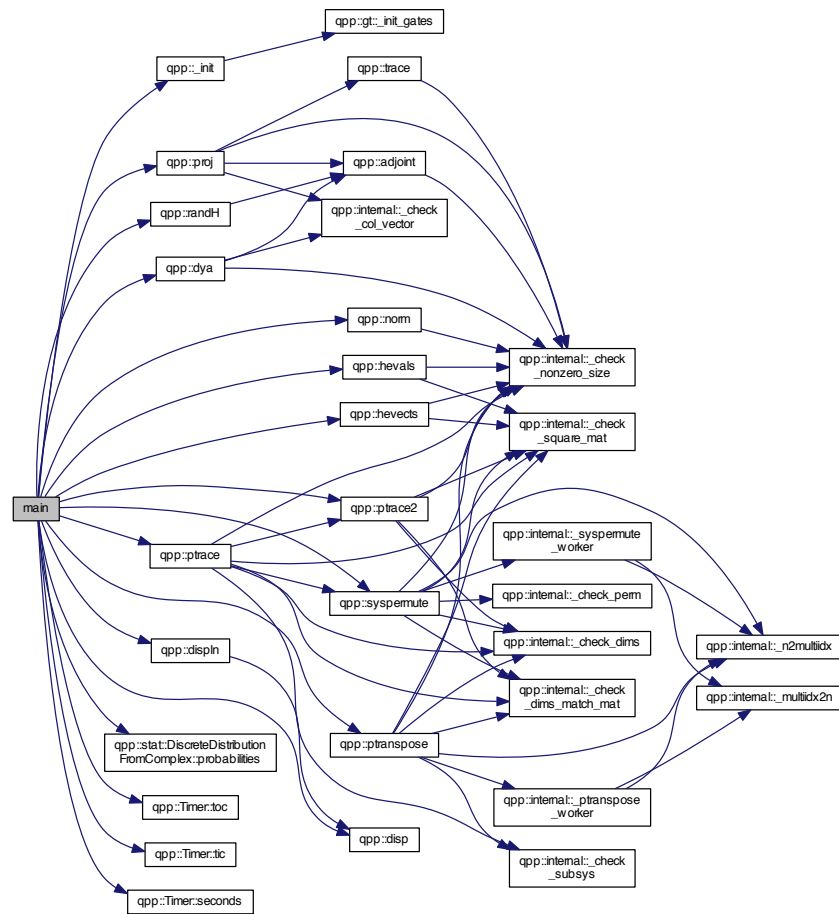 qpp::gt::_init_gates
qpp::_init
qpp::trace
qpp::proj
qpp::adjoint
qpp::randH
qpp::internal::_check
_col_vector
qpp::dya
qpp::norm
qpp::hevals
qpp::internal::_check
_nonzero_size
qpp::hevects
qpp::internal::_check
_square_mat
main
qpp::ptrace2
qpp::ptrace
qpp::internal::_syspermute
_worker
qpp::syspermute
qpp::internal::_check_perm
qpp::displn
qpp::internal::_check_dims
qpp::internal::_n2multiidx
qpp::internal::_check
_dims_match_mat
qpp::internal::_multiidx2n
qpp::stat::DiscreteDistribution
FromComplex::probabilities
qpp::ptranspose
qpp::Timer::toc
qpp::internal::_ptranspose
_worker
qpp::disp
qpp::Timer::tic
qpp::internal::_check
_subsys
qpp::Timer::seconds